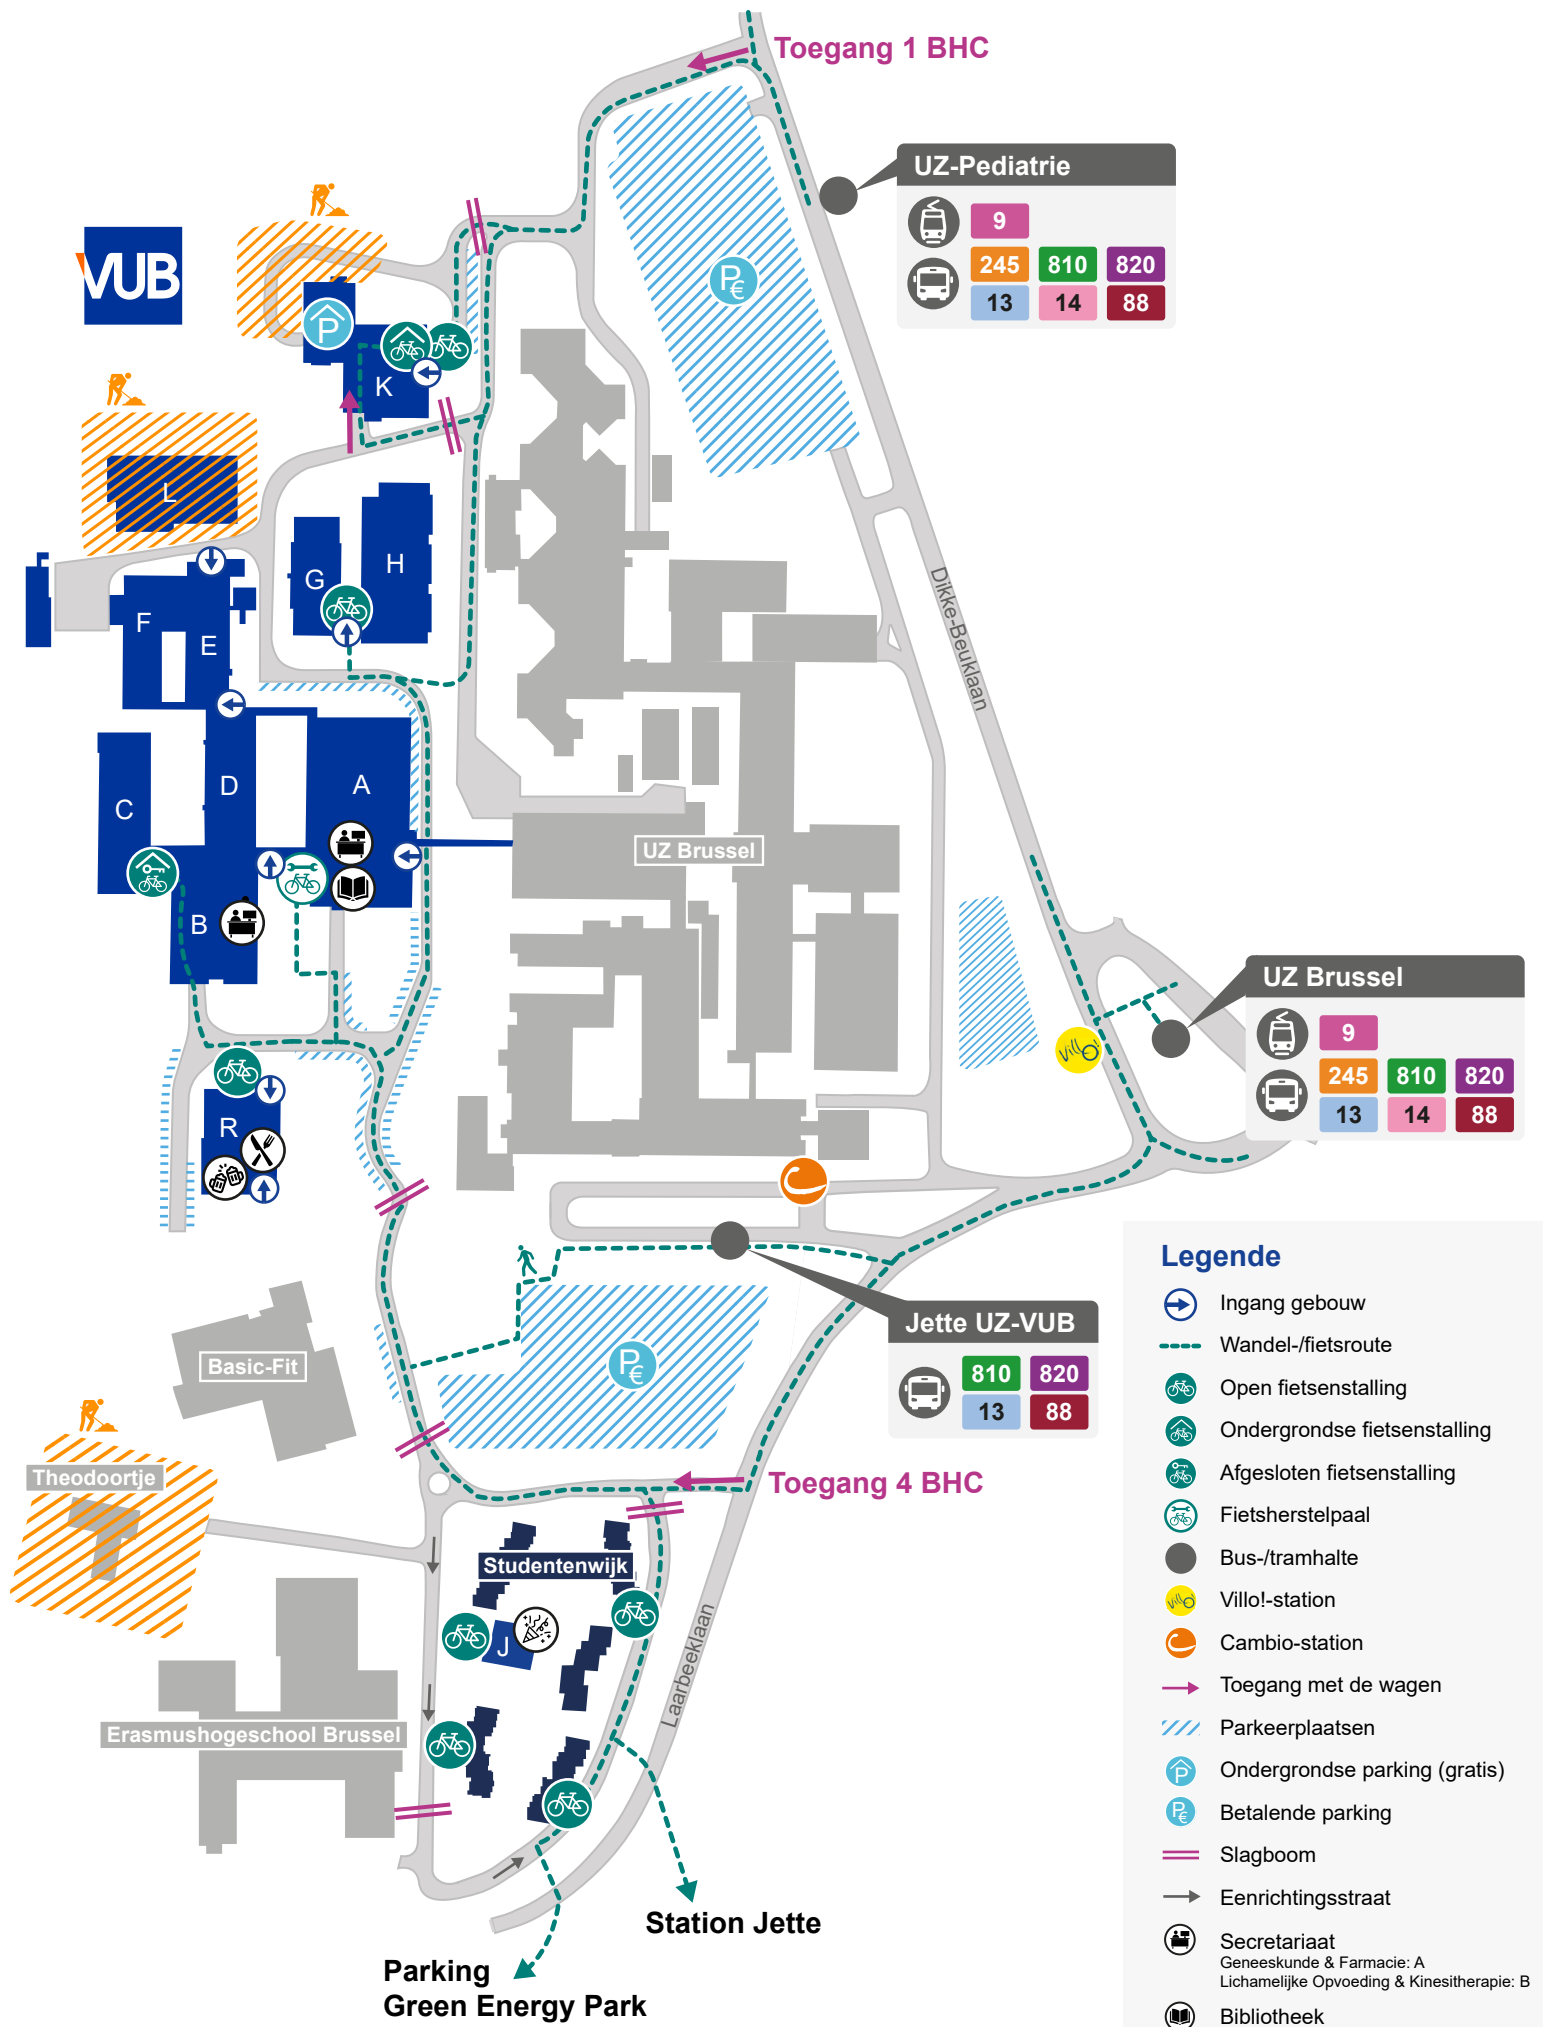 Toegang 1 BHC
UZ-Pediatrie
9
245 810 820
13 14 88
VUB
P€
P
K
L
G
H
F
E
Dikke-Beuklaan
C
D
A
UZ Brussel
B
UZ Brussel
9
245 810 820
13 14 88
Villo!
R
Jette UZ-VUB
810 820
13 88
Basic-Fit
P€
Theodoortje
Toegang 4 BHC
Studentenwijk
J
Laarbeeklaan
Erasmushogeschool Brussel
Station Jette
Parking
Green Energy Park
Legende
Ingang gebouw
Wandel-/fietsroute
Open fietsenstalling
Ondergrondse fietsenstalling
Afgesloten fietsenstalling
Fietsherstelpaal
Bus-/tramhalte
Villo! Villo!-station
Cambio-station
Toegang met de wagen
Parkeerplaatsen
P Ondergrondse parking (gratis)
P€ Betalende parking
Slagboom
Eenrichtingsstraat
Secretariaat
Geneeskunde & Farmacie: A
Lichamelijke Opvoeding & Kinesitherapie: B
Bibliotheek